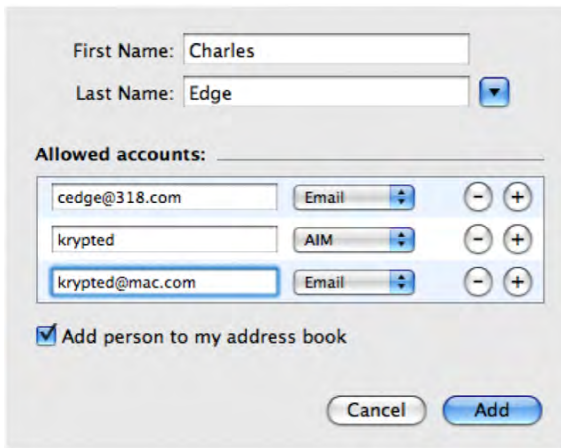 First Name: Charles
Last Name: Edge
Allowed accounts:
cedge@318.com Email - +
krypted AIM - +
krypted@mac.com Email - +
Add person to my address book
Cancel Add